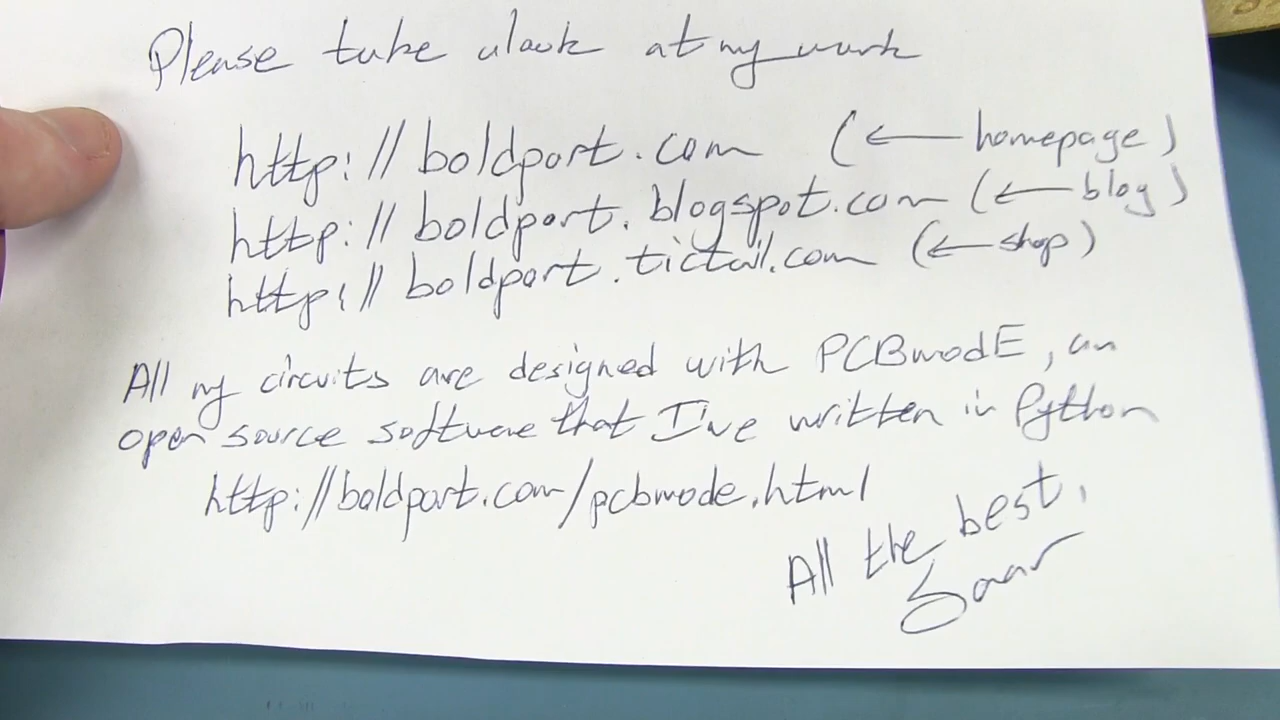 Please take a look at my work
http://boldport.com (← homepage)
http://boldport.blogspot.com (← blog)
http://boldport.tictail.com (← shop)
All my circuits are designed with PCBmodE, an
open source software that I've written in Python
http://boldport.com/pcbmode.html
All the best,
Saar